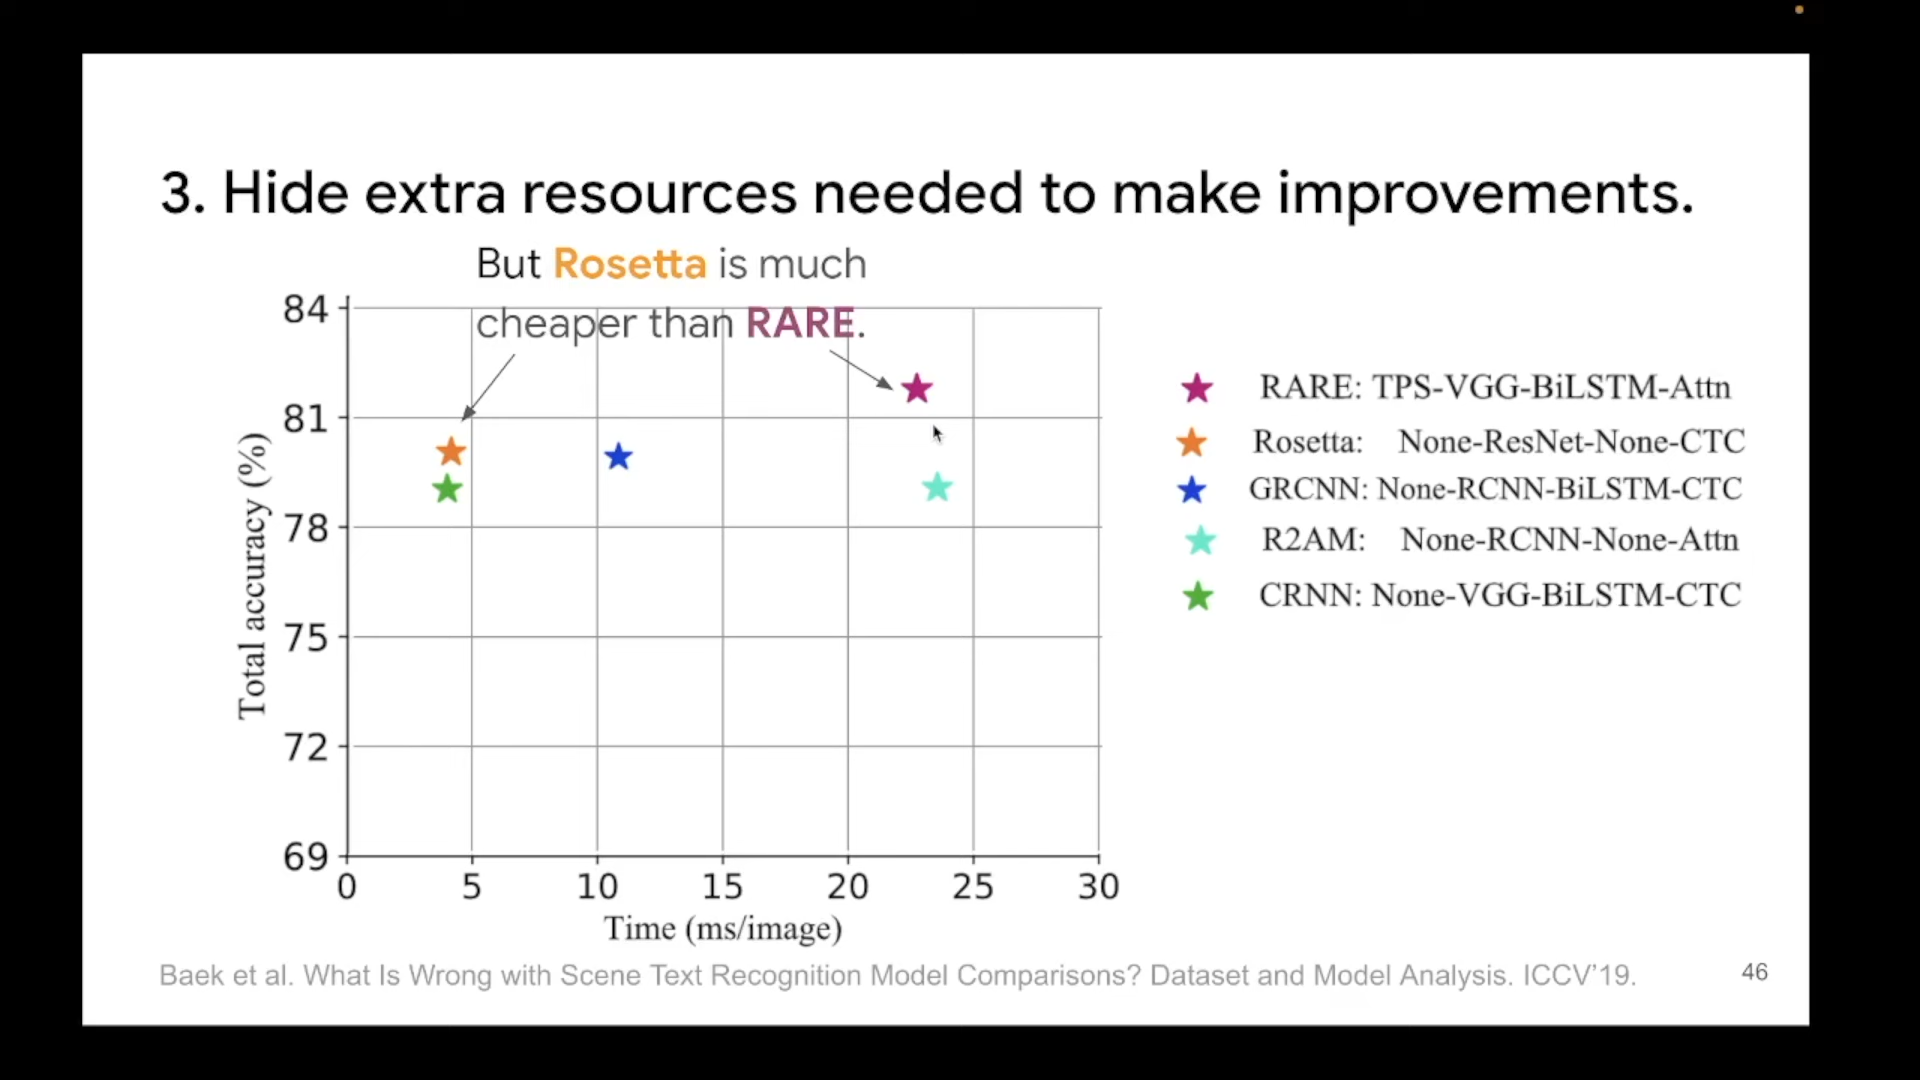 3. Hide extra resources needed to make improvements.
But Rosetta is much
cheaper than RARE.
84
81
78
75
72
69
Total accuracy (%)
0 5 10 15 20 25 30
Time (ms/image)
RARE: TPS-VGG-BiLSTM-Attn
Rosetta: None-ResNet-None-CTC
GRCNN: None-RCNN-BiLSTM-CTC
R2AM: None-RCNN-None-Attn
CRNN: None-VGG-BiLSTM-CTC
Baek et al. What Is Wrong with Scene Text Recognition Model Comparisons? Dataset and Model Analysis. ICCV’19.
46